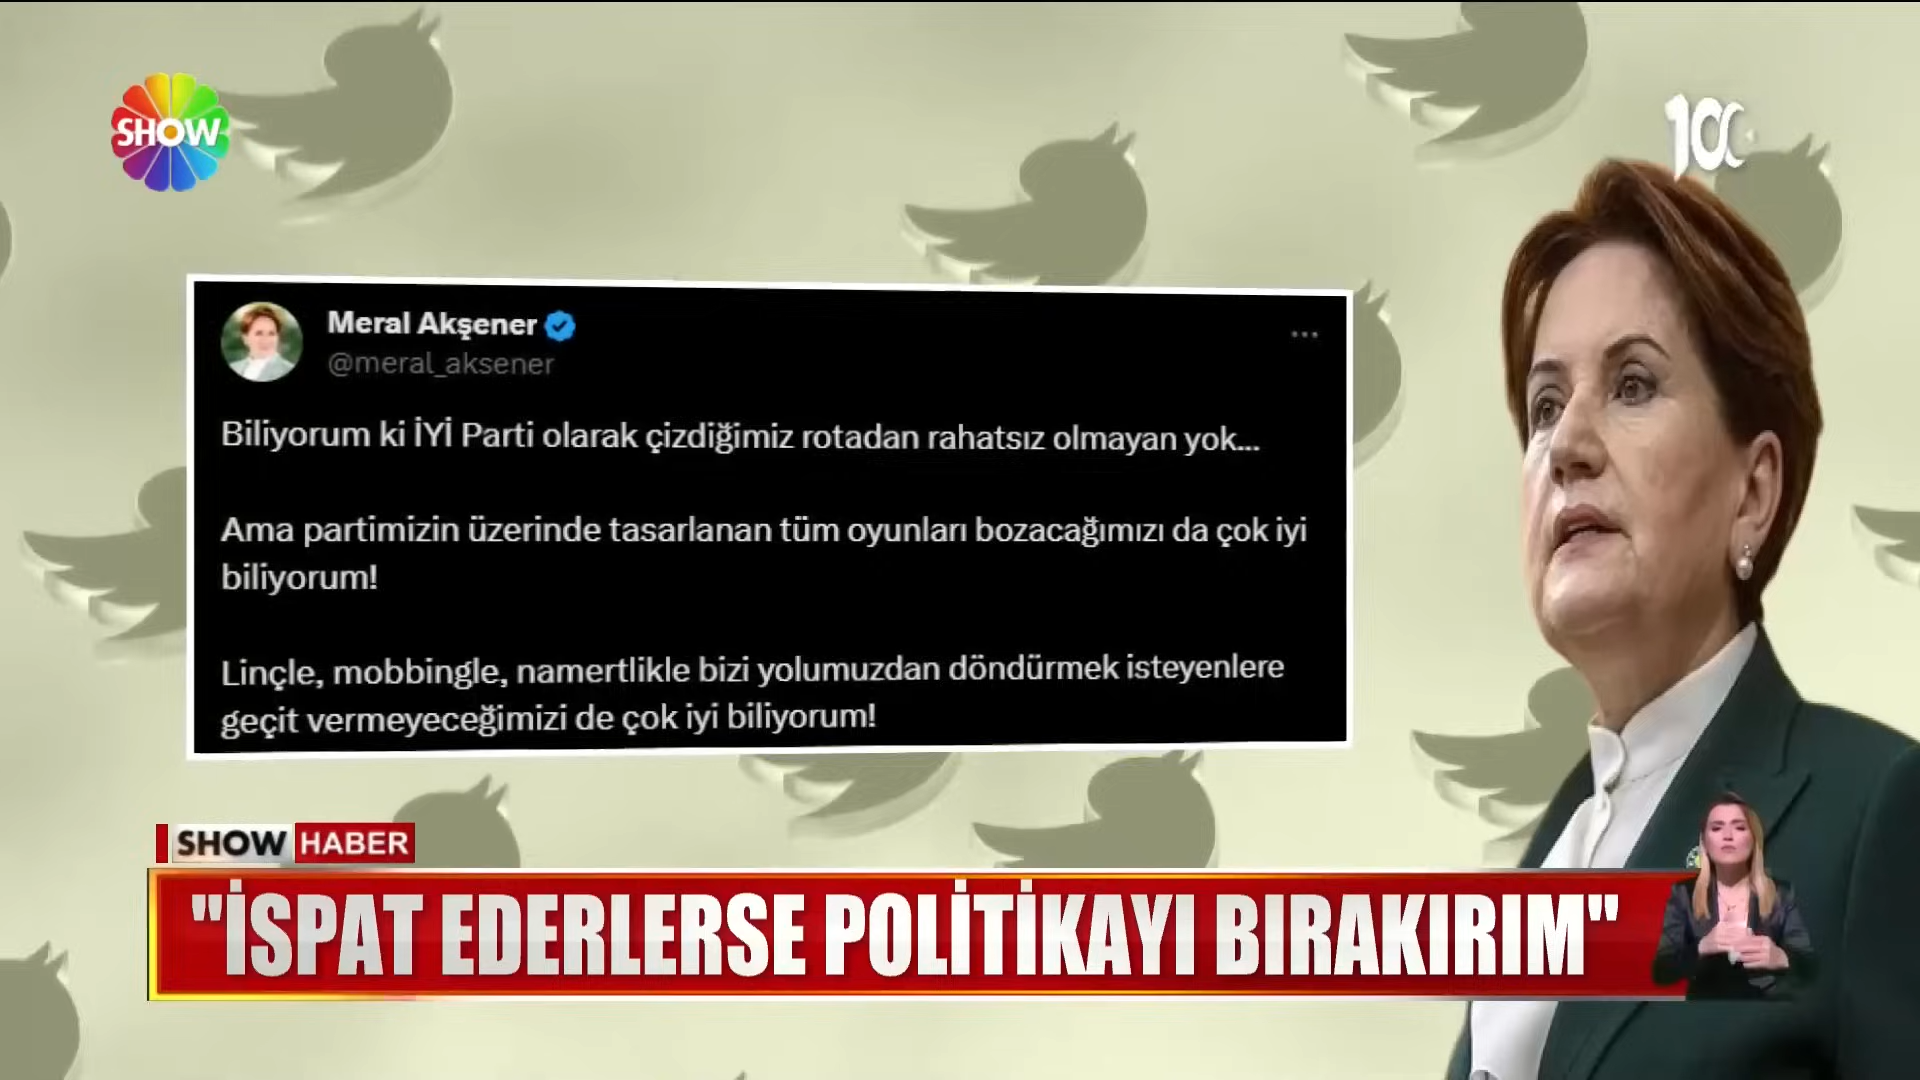 SHOW
100
Meral Akşener
@meral_aksener
Biliyorum ki İYİ Parti olarak çizdiğimiz rotadan rahatsız olmayan yok...
Ama partimizin üzerinde tasarlanan tüm oyunları bozacağımızı da çok iyi
biliyorum!
Linçle, mobbingle, namertlikle bizi yolumuzdan döndürmek isteyenlere
geçit vermeyeceğimizi de çok iyi biliyorum!
SHOW HABER
"İSPAT EDERLERSE POLİTİKAYI BIRAKIRIM"